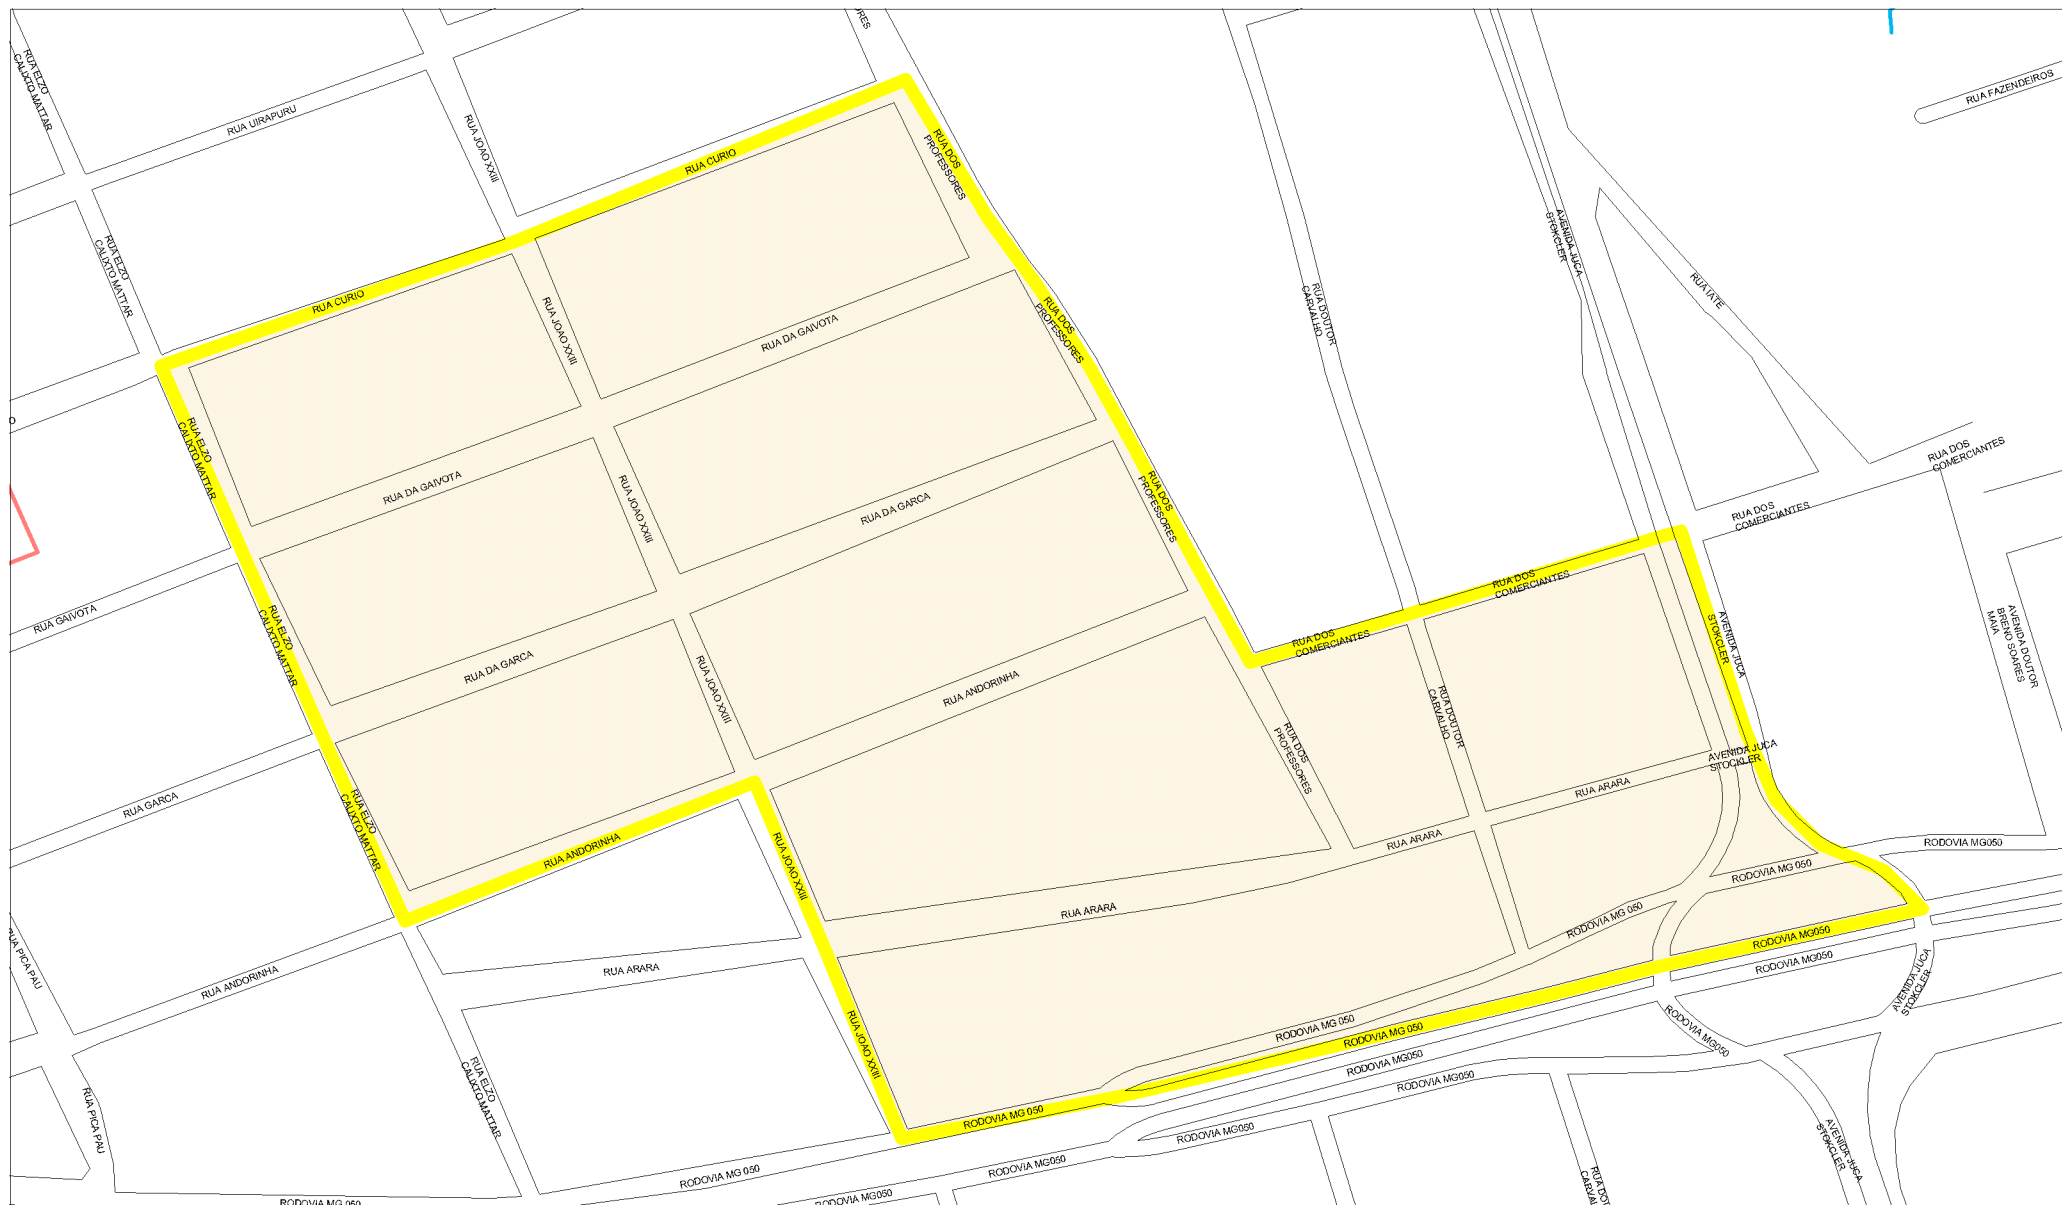 RUA ELZO
CALIXTO MATTAR
RUA UIRAPURU
RUA JOAO XXIII
RUA CURIO
RUA DOS
PROFESSORES
RUA FAZENDEIROS
RUA ELZO
CALIXTO MATTAR
RUA CURIO
RUA JOAO XXIII
RUA DA GAIVOTA
RUA DOS
PROFESSORES
RUA DOUTOR
CARVALHO
AVENIDA JUCA
STOKCLER
RUA IATE
RUA ELZO
CALIXTO MATTAR
RUA DA GAIVOTA
RUA JOAO XXIII
RUA DA GARCA
RUA DOS
PROFESSORES
RUA DOS
COMERCIANTES
RUA DOS
COMERCIANTES
RUA GAIVOTA
RUA ELZO
CALIXTO MATTAR
RUA DA GARCA
RUA JOAO XXIII
RUA ANDORINHA
RUA DOS
COMERCIANTES
RUA DOS
COMERCIANTES
AVENIDA JUCA
STOKCLER
AVENIDA DOUTOR
BRENO SOARES
MAIA
RUA DOUTOR
CARVALHO
RUA DOS
PROFESSORES
AVENIDA JUCA
STOCKLER
RUA ARARA
RUA GARCA
RUA ELZO
CALIXTO MATTAR
RUA ANDORINHA
RUA JOAO XXIII
RUA ARARA
RODOVIA MG050
RODOVIA MG 050
RUA ARARA
RODOVIA MG 050
RODOVIA MG050
RODOVIA MG050
RUA PICA PAU
RUA ANDORINHA
RUA ARARA
AVENIDA JUCA
STOKCLER
RUA JOAO XXIII
RODOVIA MG 050
RODOVIA MG 050
RODOVIA MG050
RODOVIA MG050
RODOVIA MG050
RUA PICA PAU
RUA ELZO
CALIXTO MATTAR
RODOVIA MG 050
RODOVIA MG050
AVENIDA JUCA
STOKCLER
RODOVIA MG 050
RODOVIA MG050
RODOVIA MG050
RODOVIA MG 050